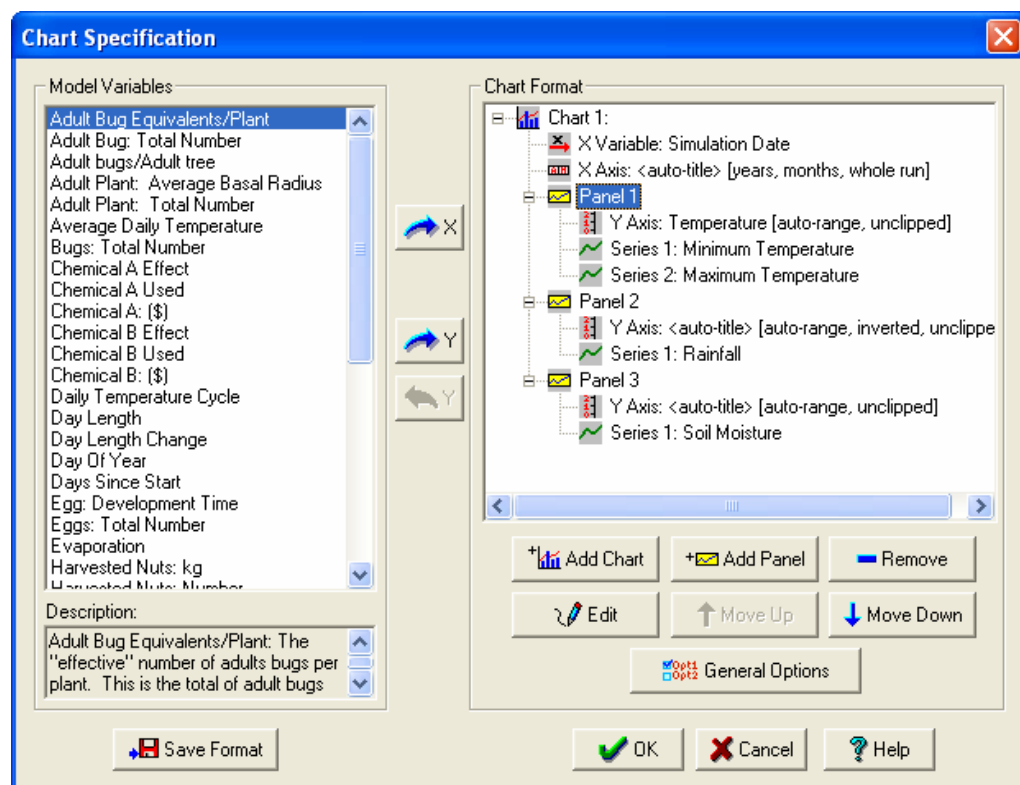 Chart Specification
Model Variables
Adult Bug Equivalents/Plant
Adult Bug: Total Number
Adult bugs/Adult tree
Adult Plant: Average Basal Radius
Adult Plant: Total Number
Average Daily Temperature
Bugs: Total Number
Chemical A Effect
Chemical A Used
Chemical A: ($)
Chemical B Effect
Chemical B Used
Chemical B: ($)
Daily Temperature Cycle
Day Length
Day Length Change
Day Of Year
Days Since Start
Egg: Development Time
Eggs: Total Number
Evaporation
Harvested Nuts: kg
Harvested Nuts: Number
Description:
Adult Bug Equivalents/Plant: The
"effective" number of adults bugs per
plant. This is the total of adult bugs
Save Format
X
Y
Y
Chart Format
Chart 1:
X Variable: Simulation Date
X Axis: <auto-title> [years, months, whole run]
Panel 1
Y Axis: Temperature [auto-range, unclipped]
Series 1: Minimum Temperature
Series 2: Maximum Temperature
Panel 2
Y Axis: <auto-title> [auto-range, inverted, unclippe
Series 1: Rainfall
Panel 3
Y Axis: <auto-title> [auto-range, unclipped]
Series 1: Soil Moisture
Add Chart
Add Panel
Remove
Edit
Move Up
Move Down
Opt1
Opt2
General Options
OK
Cancel
Help